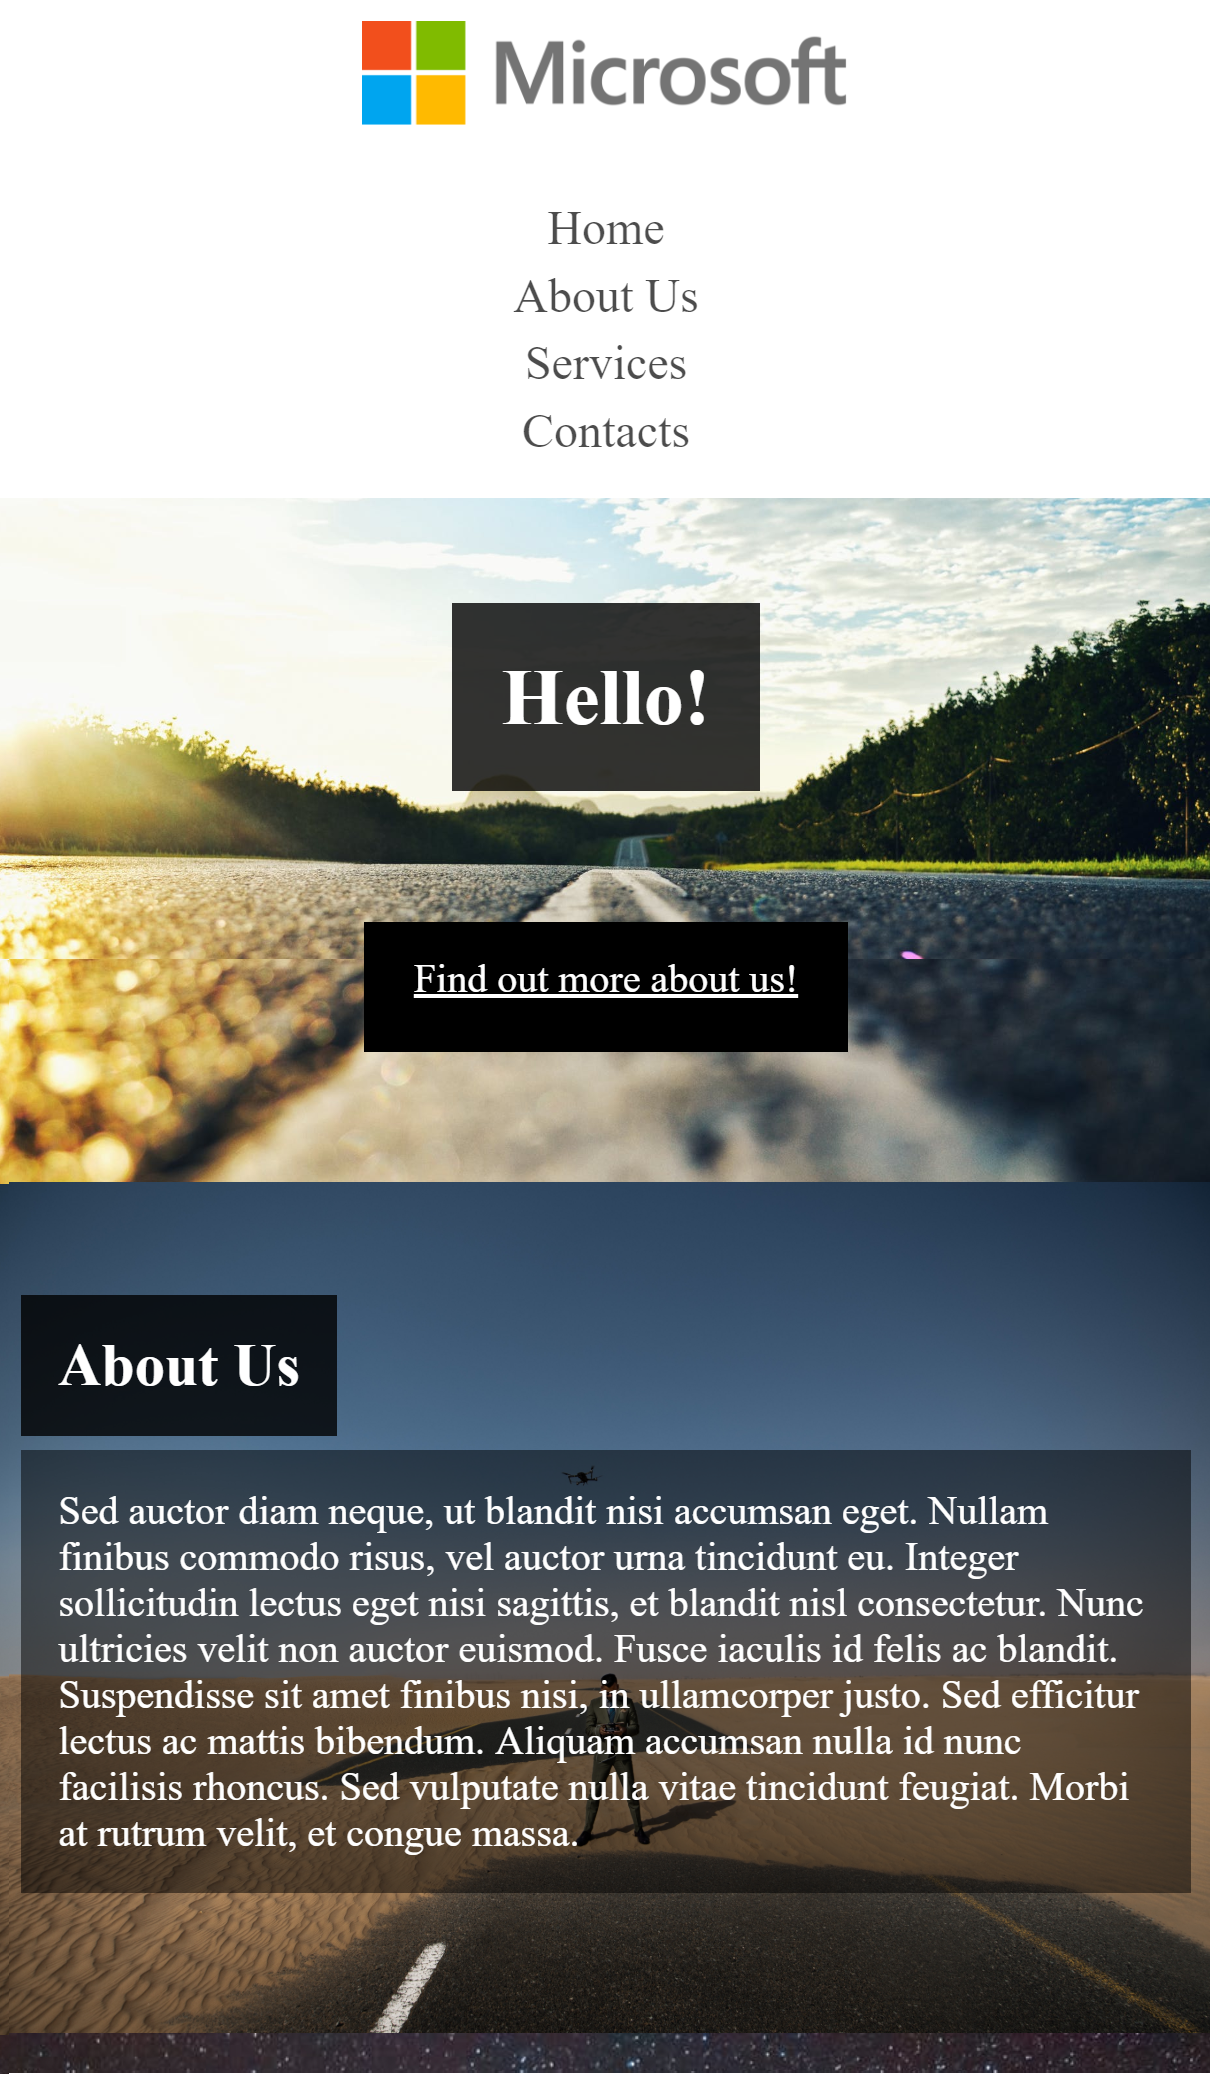 Microsoft
Home
About Us
Services
Contacts
Hello!
Find out more about us!
About Us
Sed auctor diam neque, ut blandit nisi accumsan eget. Nullam
finibus commodo risus, vel auctor urna tincidunt eu. Integer
sollicitudin lectus eget nisi sagittis, et blandit nisl consectetur. Nunc
ultricies velit non auctor euismod. Fusce iaculis id felis ac blandit.
Suspendisse sit amet finibus nisi, in ullamcorper justo. Sed efficitur
lectus ac mattis bibendum. Aliquam accumsan nulla id nunc
facilisis rhoncus. Sed vulputate nulla vitae tincidunt feugiat. Morbi
at rutrum velit, et congue massa.